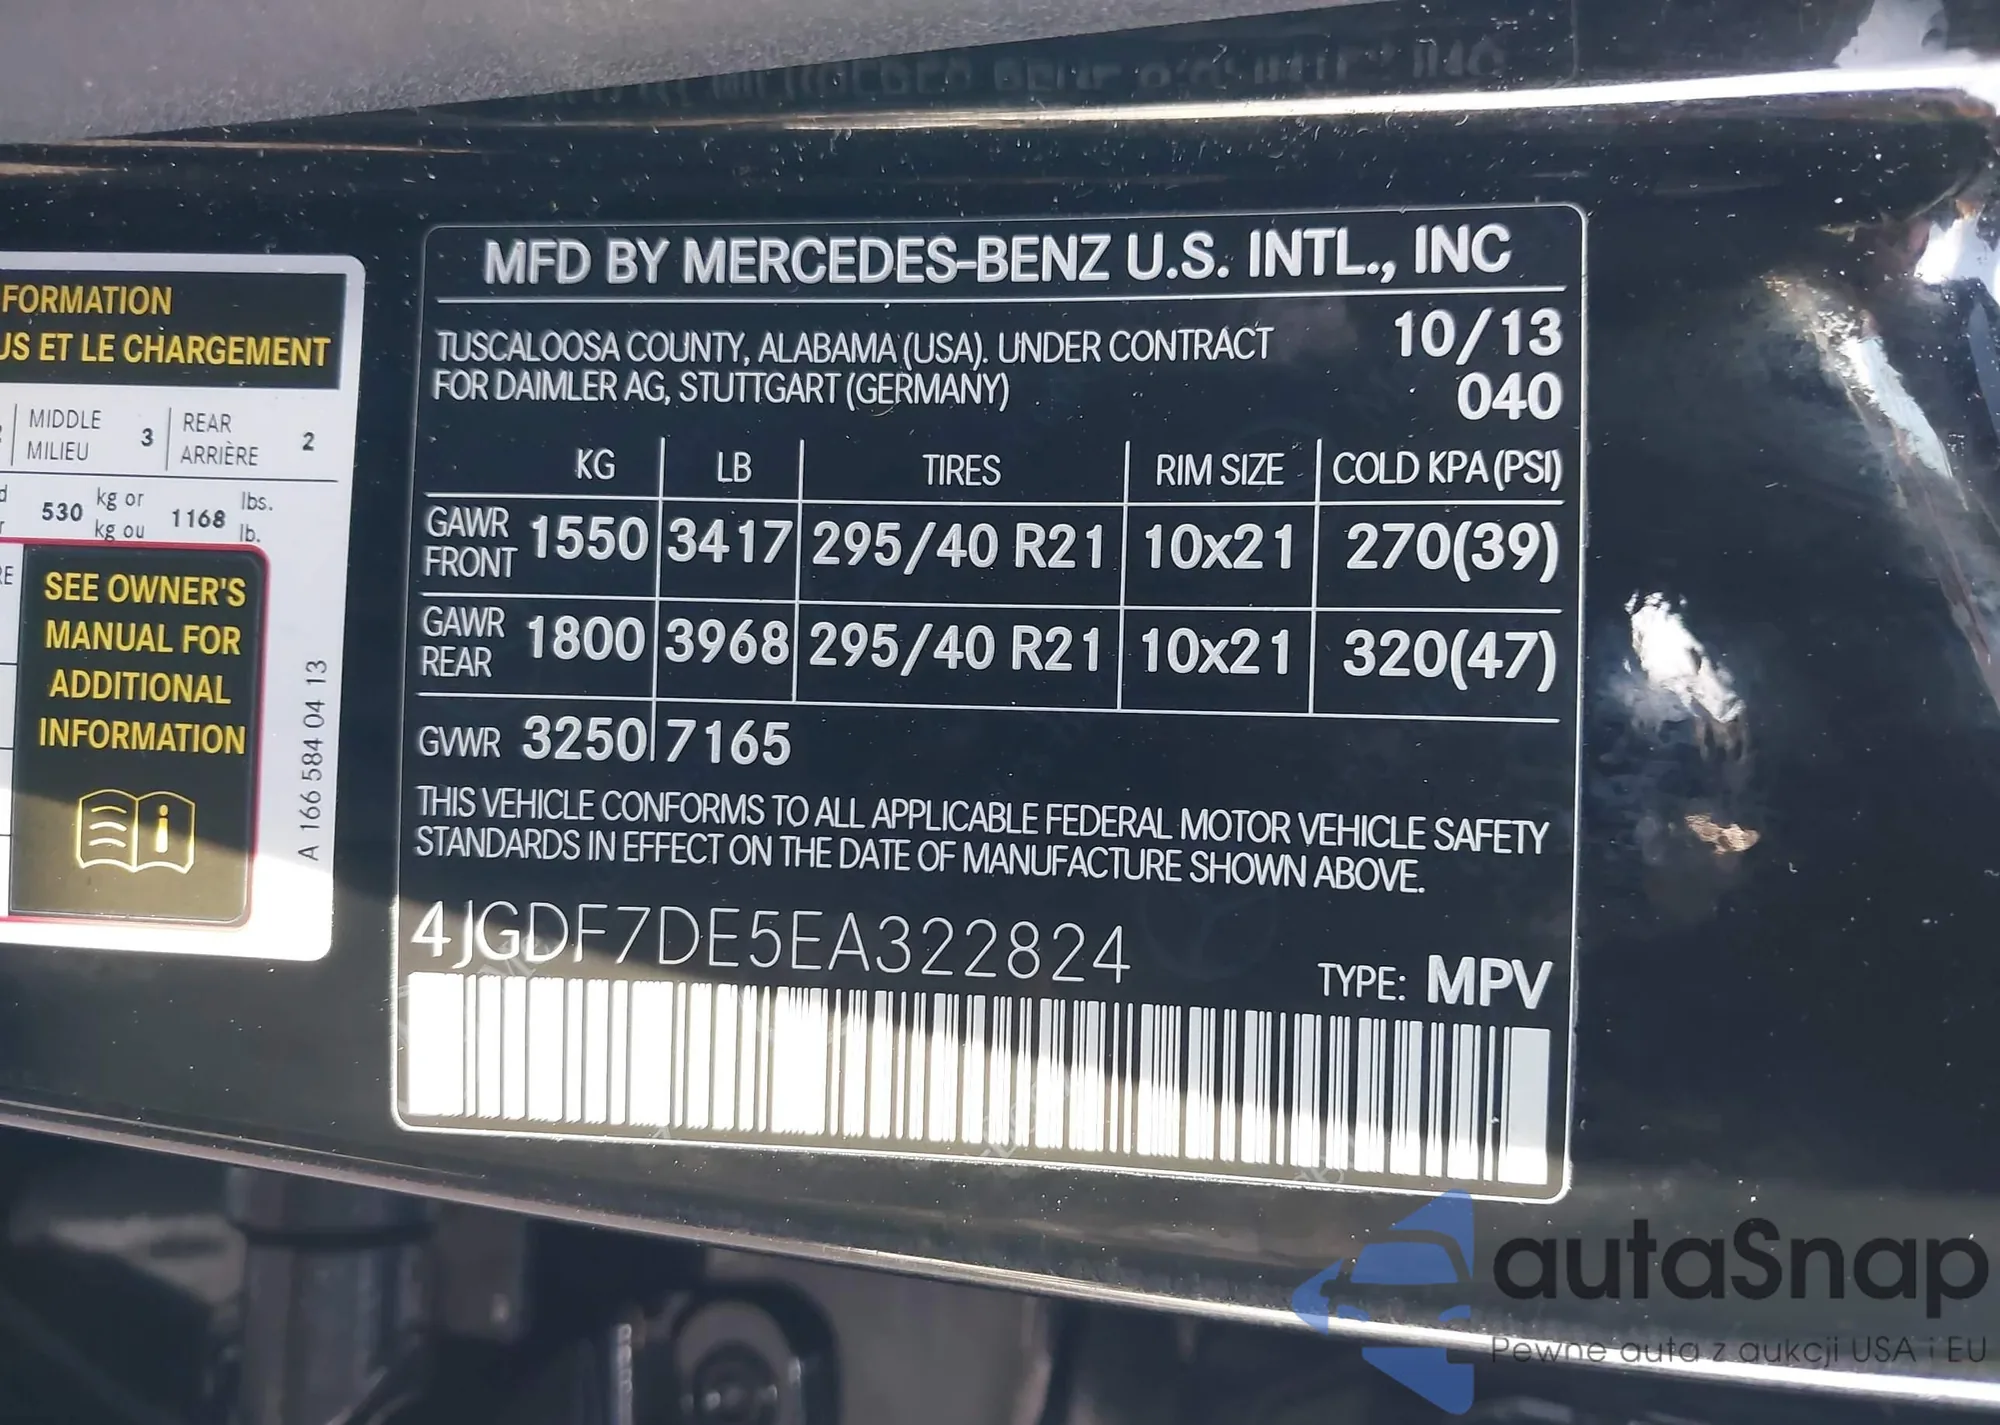 FORMATION
US ET LE CHARGEMENT
MIDDLE
MILIEU
3
REAR
ARRIÈRE
2
530 kg or
kg ou
1168 lbs.
lb.
SEE OWNER'S
MANUAL FOR
ADDITIONAL
INFORMATION
A 166 584 04 13
MFD BY MERCEDES-BENZ U.S. INTL., INC
TUSCALOOSA COUNTY, ALABAMA (USA). UNDER CONTRACT
FOR DAIMLER AG, STUTTGART (GERMANY)
10/13
040
KG LB TIRES RIM SIZE COLD KPA (PSI)
GAWR
FRONT
1550 3417 295/40 R21 10x21 270(39)
GAWR
REAR
1800 3968 295/40 R21 10x21 320(47)
GVWR 3250 7165
THIS VEHICLE CONFORMS TO ALL APPLICABLE FEDERAL MOTOR VEHICLE SAFETY
STANDARDS IN EFFECT ON THE DATE OF MANUFACTURE SHOWN ABOVE.
4JGDF7DE5EA322824
TYPE: MPV
autaSnap
Pewne auta z aukcji USA i EU